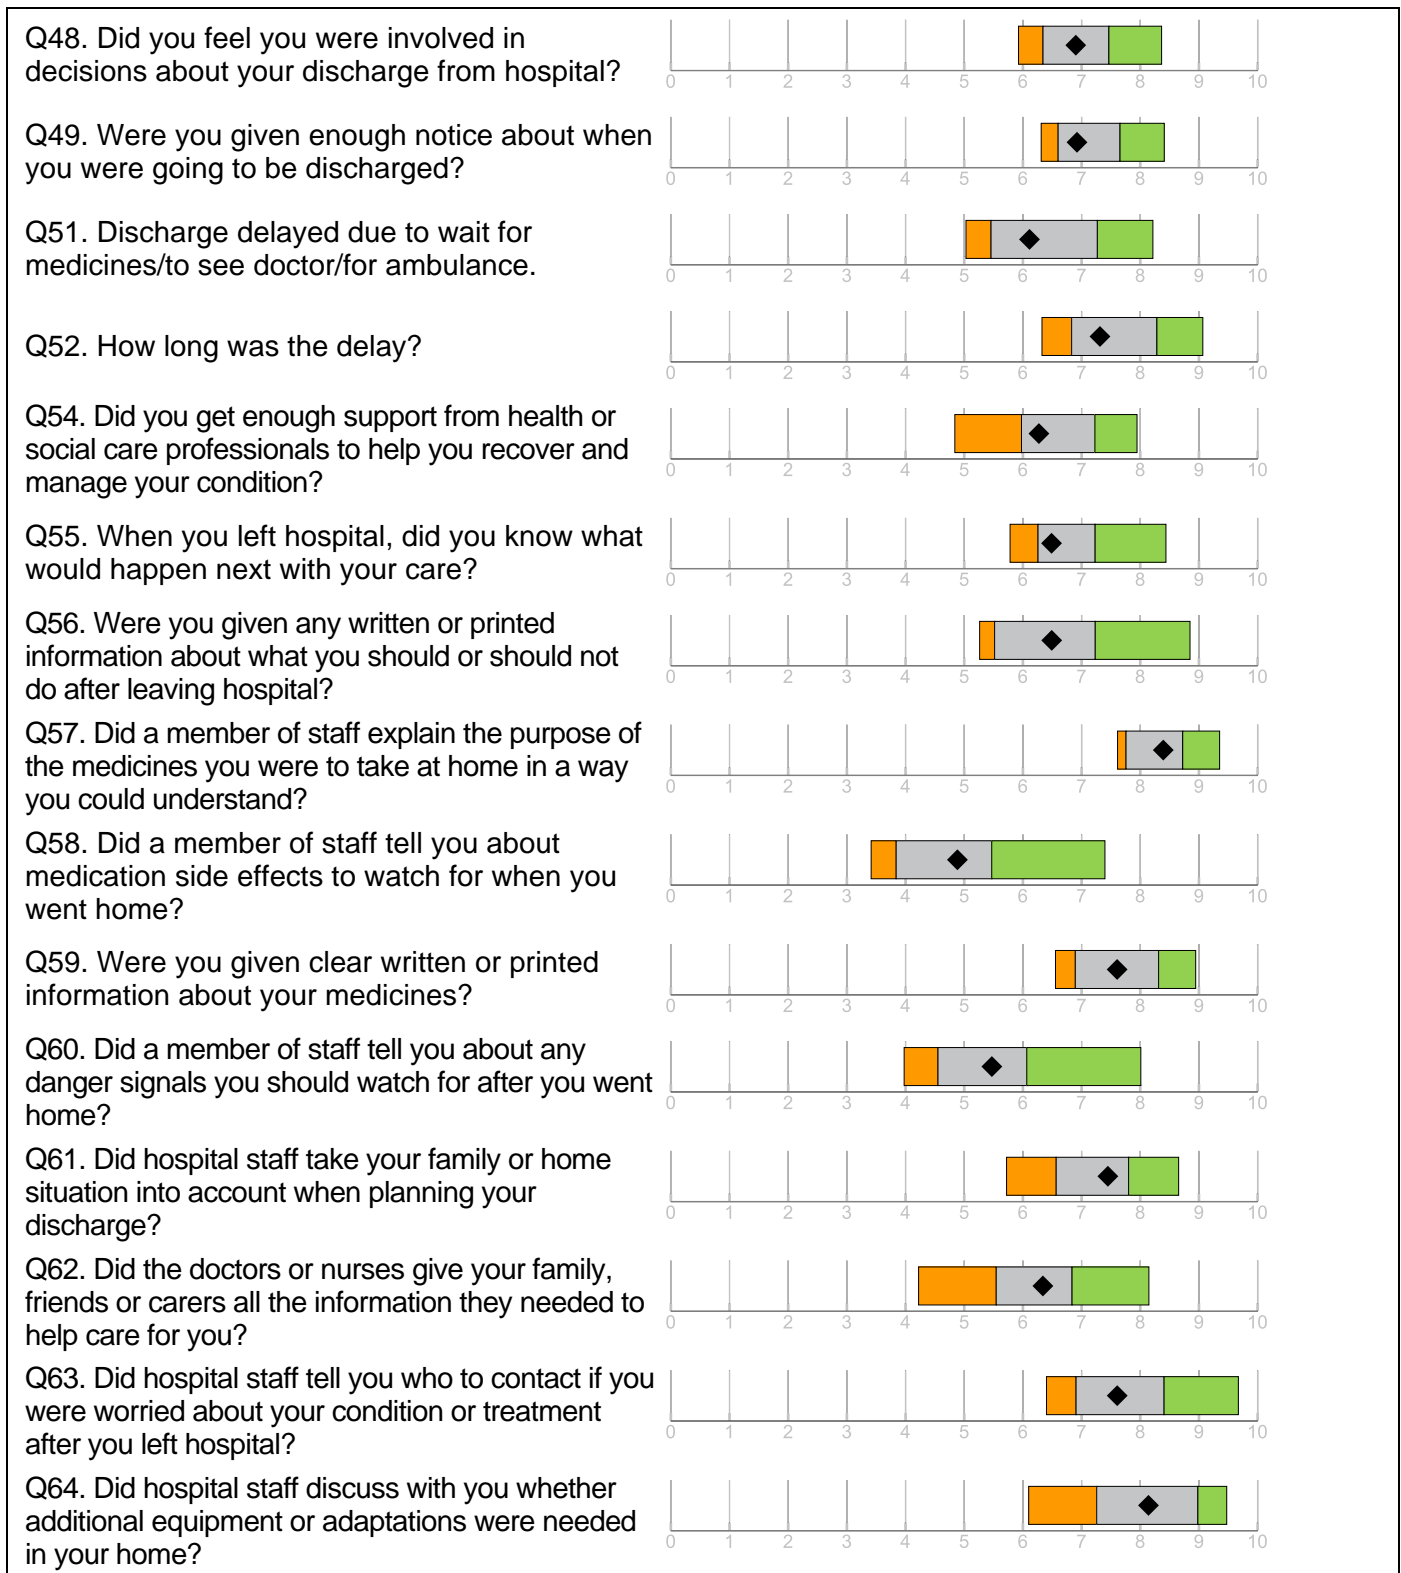 Q48. Did you feel you were involved in
decisions about your discharge from hospital?
0 1 2 3 4 5 6 7 8 9 10
Q49. Were you given enough notice about when
you were going to be discharged?
0 1 2 3 4 5 6 7 8 9 10
Q51. Discharge delayed due to wait for
medicines/to see doctor/for ambulance.
0 1 2 3 4 5 6 7 8 9 10
Q52. How long was the delay?
0 1 2 3 4 5 6 7 8 9 10
Q54. Did you get enough support from health or
social care professionals to help you recover and
manage your condition?
0 1 2 3 4 5 6 7 8 9 10
Q55. When you left hospital, did you know what
would happen next with your care?
0 1 2 3 4 5 6 7 8 9 10
Q56. Were you given any written or printed
information about what you should or should not
do after leaving hospital?
0 1 2 3 4 5 6 7 8 9 10
Q57. Did a member of staff explain the purpose of
the medicines you were to take at home in a way
you could understand?
0 1 2 3 4 5 6 7 8 9 10
Q58. Did a member of staff tell you about
medication side effects to watch for when you
went home?
0 1 2 3 4 5 6 7 8 9 10
Q59. Were you given clear written or printed
information about your medicines?
0 1 2 3 4 5 6 7 8 9 10
Q60. Did a member of staff tell you about any
danger signals you should watch for after you went
home?
0 1 2 3 4 5 6 7 8 9 10
Q61. Did hospital staff take your family or home
situation into account when planning your
discharge?
0 1 2 3 4 5 6 7 8 9 10
Q62. Did the doctors or nurses give your family,
friends or carers all the information they needed to
help care for you?
0 1 2 3 4 5 6 7 8 9 10
Q63. Did hospital staff tell you who to contact if you
were worried about your condition or treatment
after you left hospital?
0 1 2 3 4 5 6 7 8 9 10
Q64. Did hospital staff discuss with you whether
additional equipment or adaptations were needed
in your home?
0 1 2 3 4 5 6 7 8 9 10